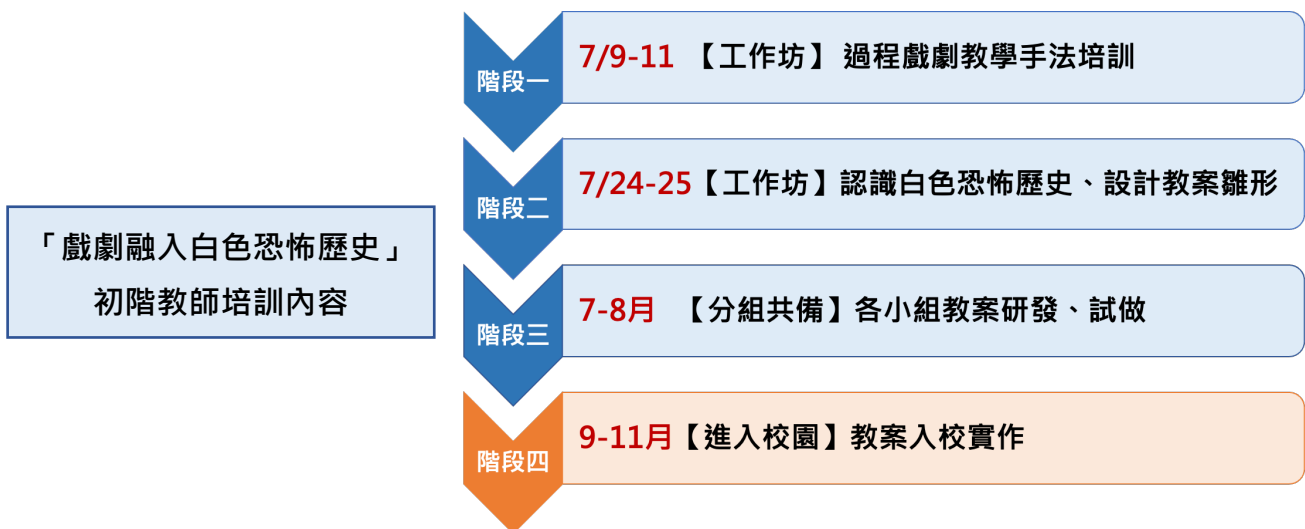 「戲劇融入白色恐怖歷史」
初階教師培訓內容
階段一
7/9-11 【工作坊】 過程戲劇教學手法培訓
階段二
7/24-25【工作坊】認識白色恐怖歷史、設計教案雛形
階段三
7-8月 【分組共備】各小組教案研發、試做
階段四
9-11月【進入校園】教案入校實作